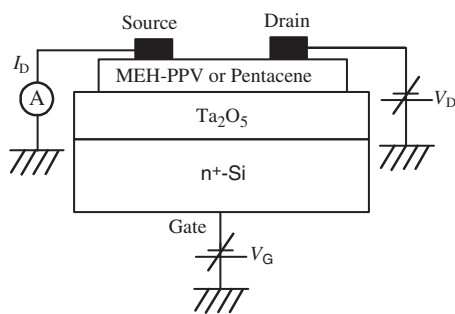 Source
Drain
I_D
MEH-PPV or Pentacene
A
V_D
Ta₂O₅
n⁺-Si
Gate
V_G